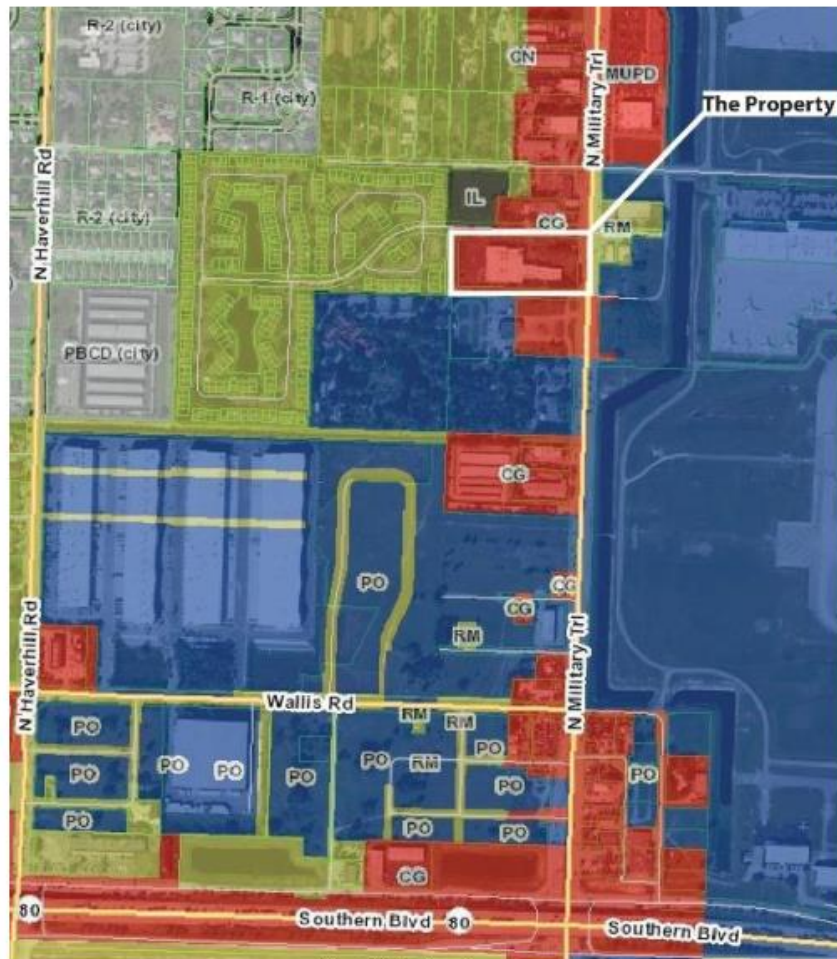 R-2 (city)
CN
N Military Trl
MUPD
R-1 (city)
The Property
N Haverhill Rd
IL
R-2 (city)
CG
RM
PBCD (city)
CG
PO
CG
CG
RM
N Haverhill Rd
N Military Trl
Wallis Rd
RM
RM
PO
PO
PO
PO
PO
PO
PO
RM
PO
PO
PO
PO
PO
PO
CG
80
Southern Blvd
80
Southern Blvd